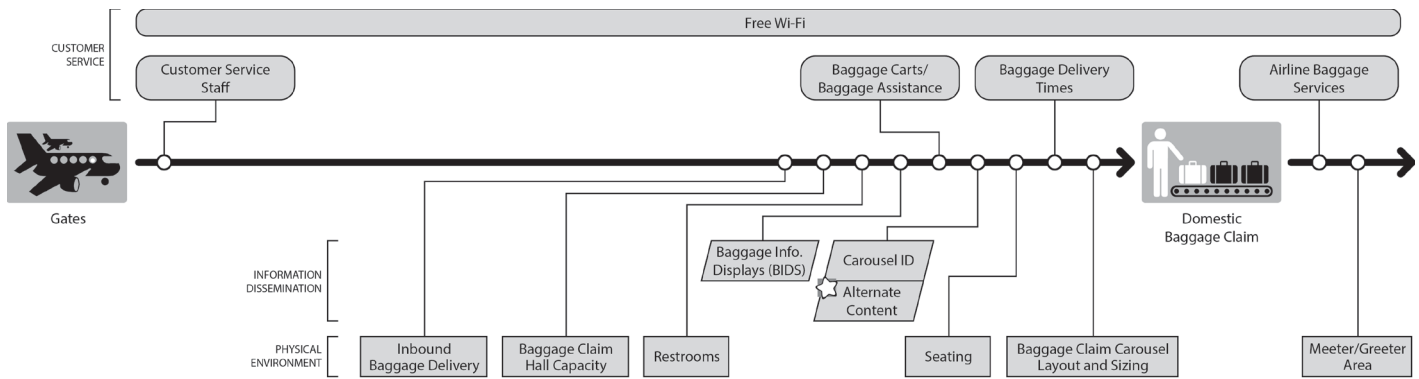 Free Wi-Fi
CUSTOMER
SERVICE
Customer Service
Staff
Baggage Carts/
Baggage Assistance
Baggage Delivery
Times
Airline Baggage
Services
Gates
Domestic
Baggage Claim
INFORMATION
DISSEMINATION
Baggage Info.
Displays (BIDS)
Carousel ID
Alternate
Content
PHYSICAL
ENVIRONMENT
Inbound
Baggage Delivery
Baggage Claim
Hall Capacity
Restrooms
Seating
Baggage Claim Carousel
Layout and Sizing
Meeter/Greeter
Area